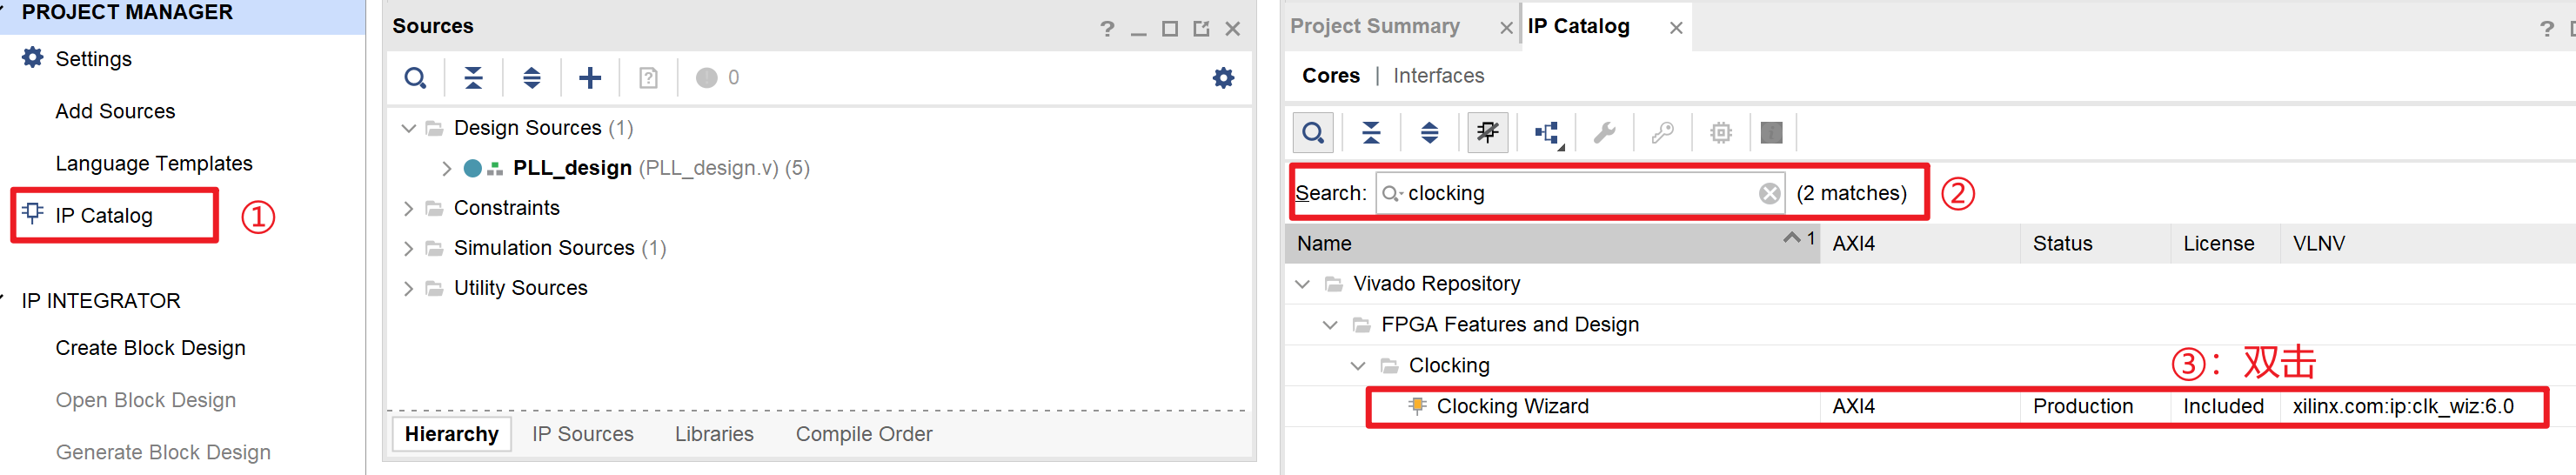 PROJECT MANAGER
Settings
Add Sources
Language Templates
IP Catalog ①
IP INTEGRATOR
Create Block Design
Open Block Design
Generate Block Design
Sources
? 
0
Design Sources (1)
PLL_design (PLL_design.v) (5)
Constraints
Simulation Sources (1)
Utility Sources
Hierarchy IP Sources Libraries Compile Order
Project Summary IP Catalog
?
Cores | Interfaces
Search: clocking (2 matches) ②
Name 1 AXI4 Status License VLNV
Vivado Repository
FPGA Features and Design
Clocking
③：双击
Clocking Wizard AXI4 Production Included xilinx.com:ip:clk_wiz:6.0